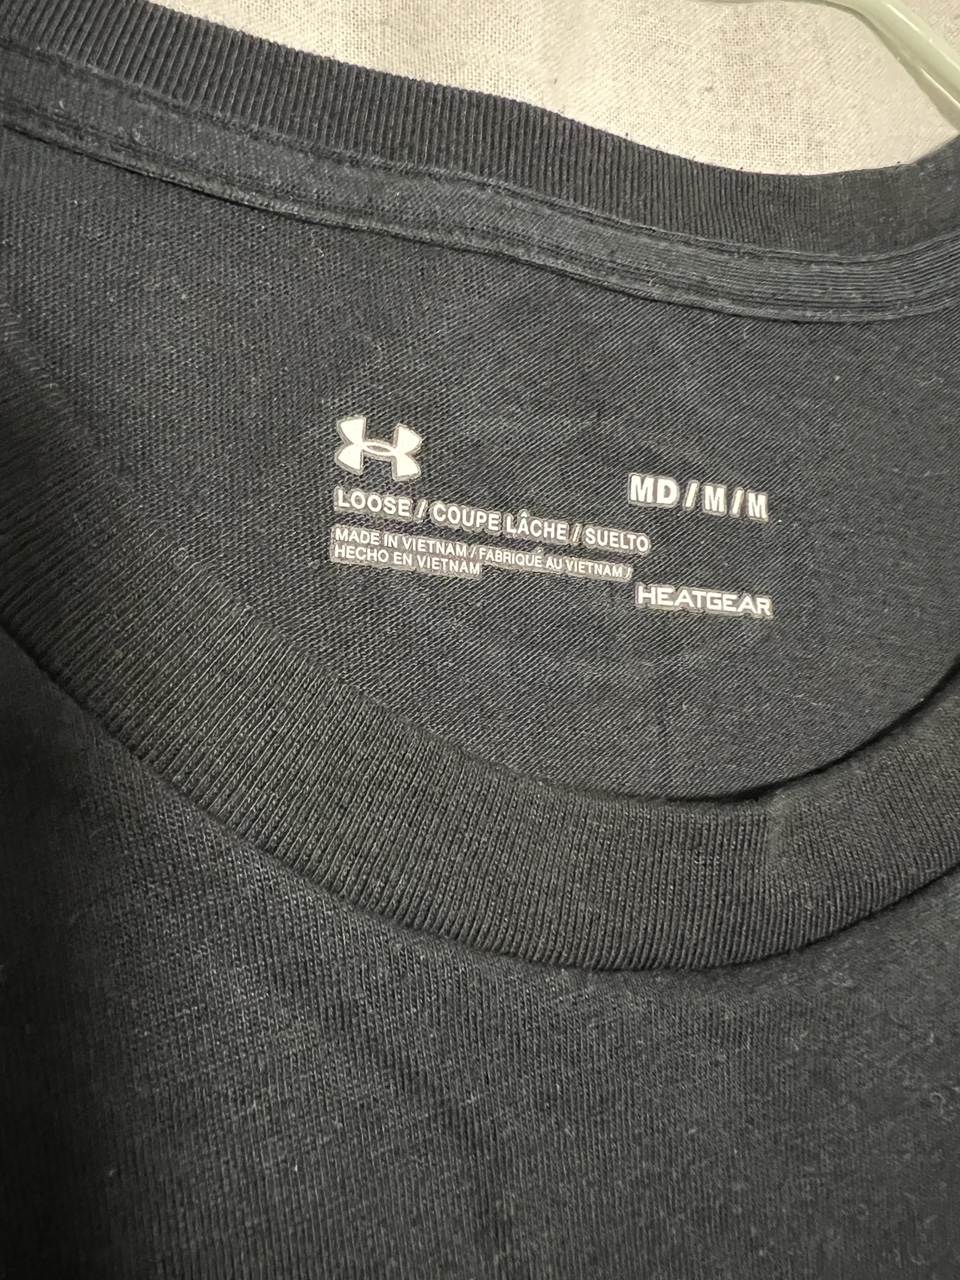 MD / M / M
LOOSE / COUPE LÂCHE / SUELTO
MADE IN VIETNAM / FABRIQUÉ AU VIETNAM /
HECHO EN VIETNAM
HEATGEAR